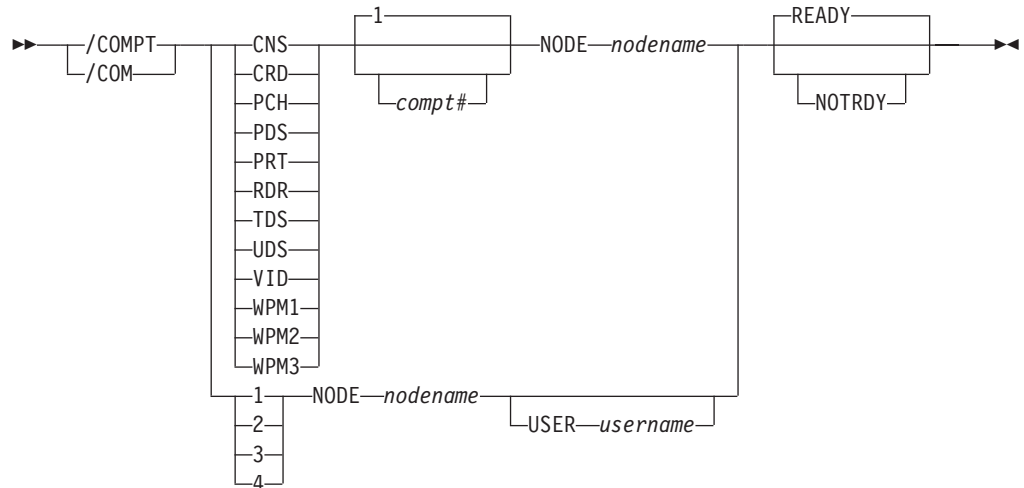 1 READY
/COMPT CNS NODE nodename
/COM CRD compt# NOTRDY
PCH
PDS
PRT
RDR
TDS
UDS
VID
WPM1
WPM2
WPM3
1 NODE nodename
2 USER username
3
4